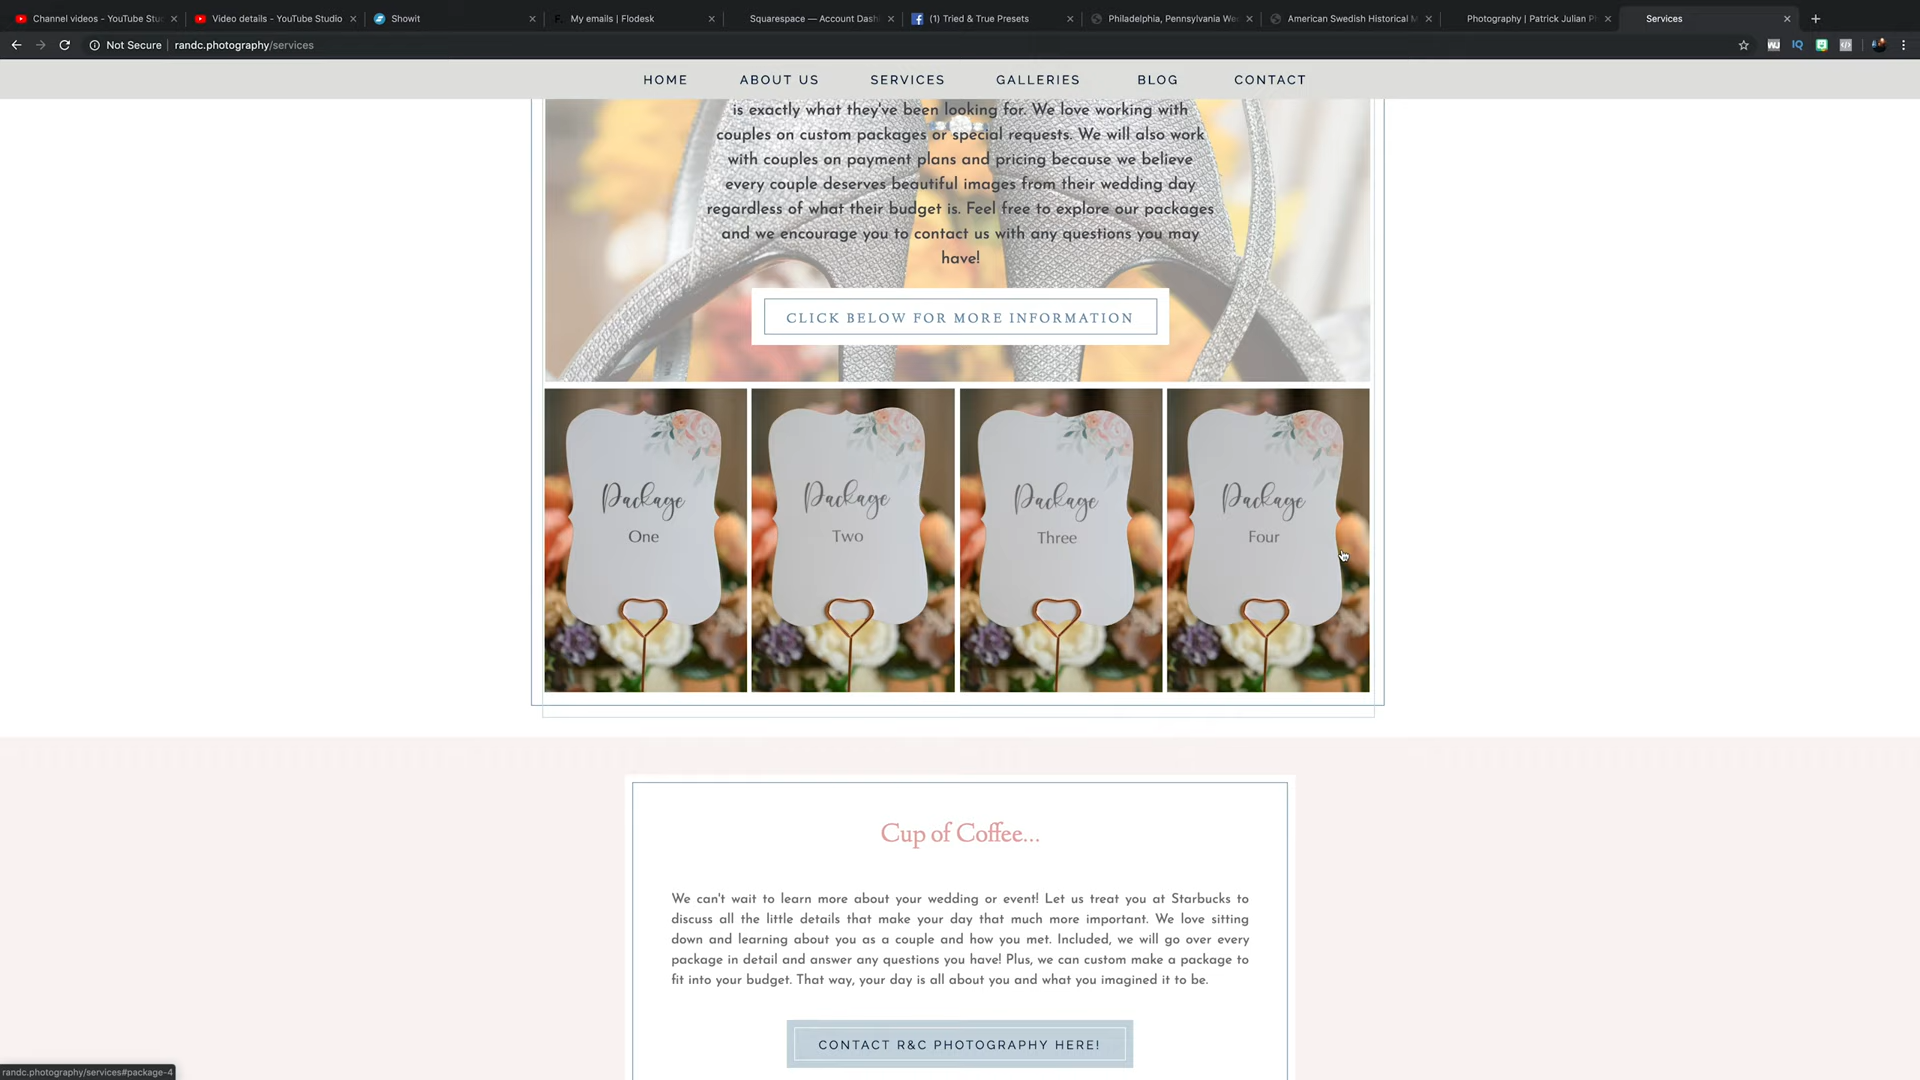 Channel videos - YouTube Stu
Video details - YouTube Studio
Showit
My emails | Flodesk
Squarespace — Account Dash
(1) Tried & True Presets
Philadelphia, Pennsylvania We
American Swedish Historical M
Photography | Patrick Julian Ph
Services
Not Secure | randc.photography/services
HOME ABOUT US SERVICES GALLERIES BLOG CONTACT
is exactly what they've been looking for. We love working with
couples on custom packages or special requests. We will also work
with couples on payment plans and pricing because we believe
every couple deserves beautiful images from their wedding day
regardless of what their budget is. Feel free to explore our packages
and we encourage you to contact us with any questions you may
have!
CLICK BELOW FOR MORE INFORMATION
Package
One
Package
Two
Package
Three
Package
Four
Cup of Coffee...
We can't wait to learn more about your wedding or event! Let us treat you at Starbucks to
discuss all the little details that make your day that much more important. We love sitting
down and learning about you as a couple and how you met. Included, we will go over every
package in detail and answer any questions you have! Plus, we can custom make a package to
fit into your budget. That way, your day is all about you and what you imagined it to be.
CONTACT R&C PHOTOGRAPHY HERE!
randc.photography/services#package-4